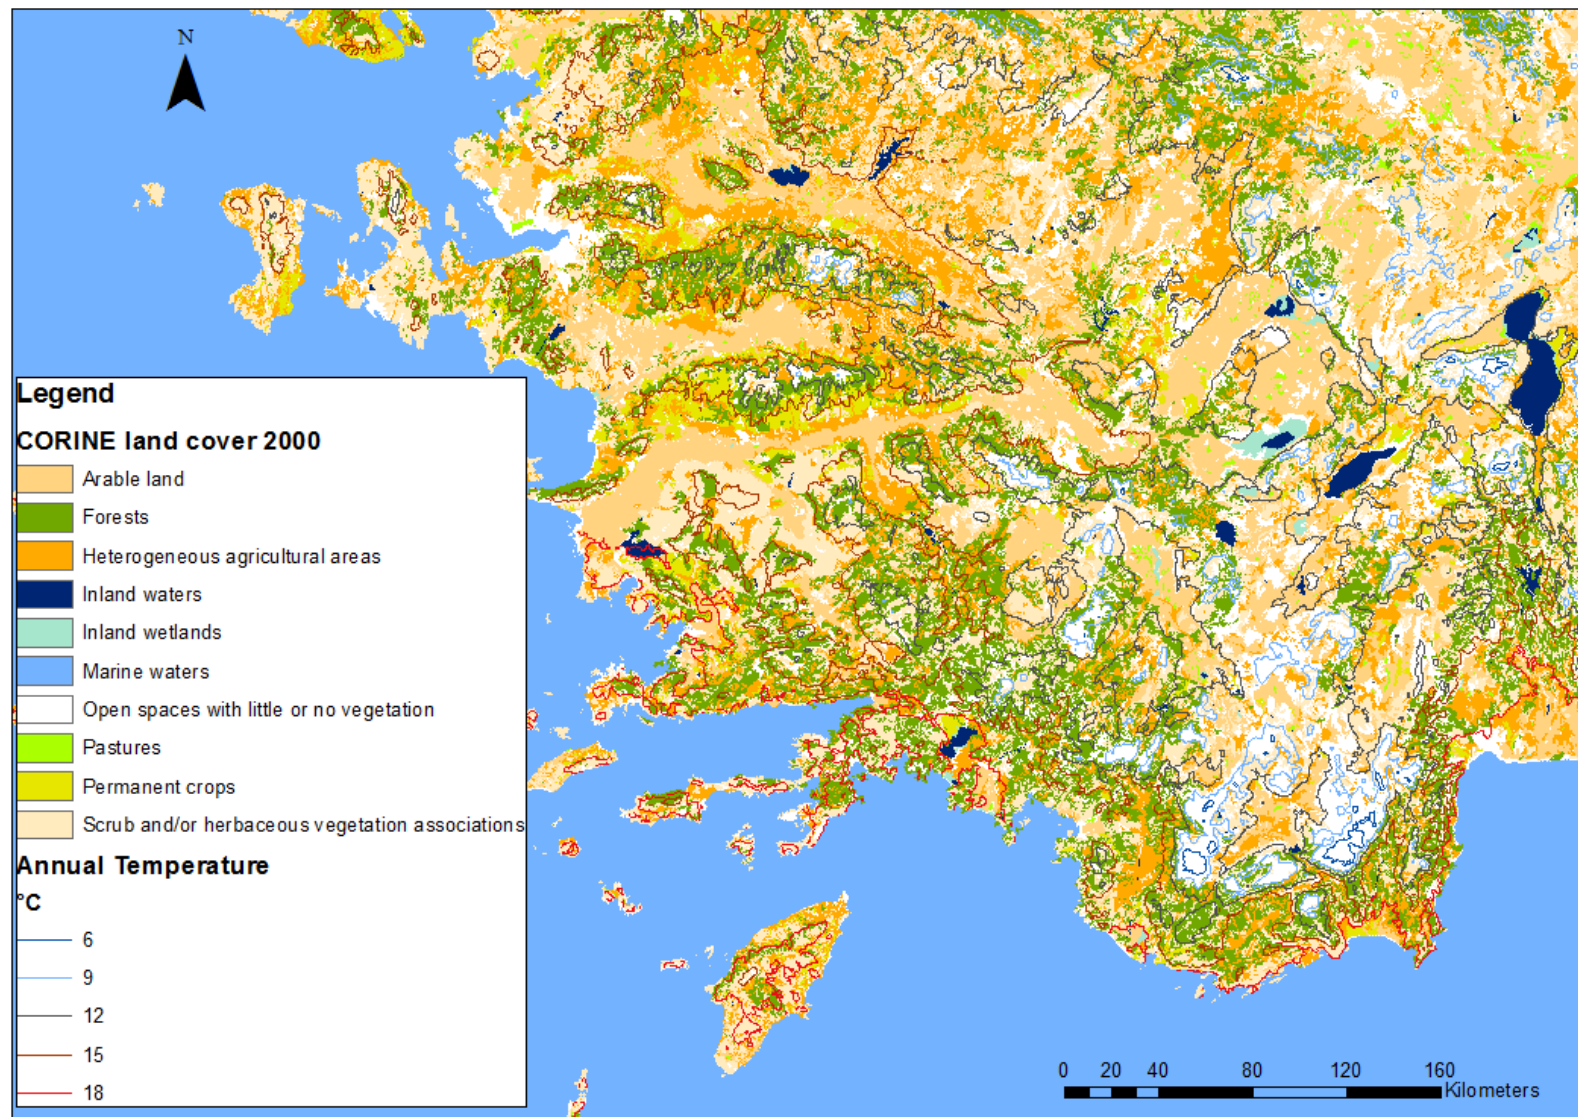 N
Legend
CORINE land cover 2000
Arable land
Forests
Heterogeneous agricultural areas
Inland waters
Inland wetlands
Marine waters
Open spaces with little or no vegetation
Pastures
Permanent crops
Scrub and/or herbaceous vegetation associations
Annual Temperature
°C
6
9
12
15
18
0 20 40 80 120 160
Kilometers